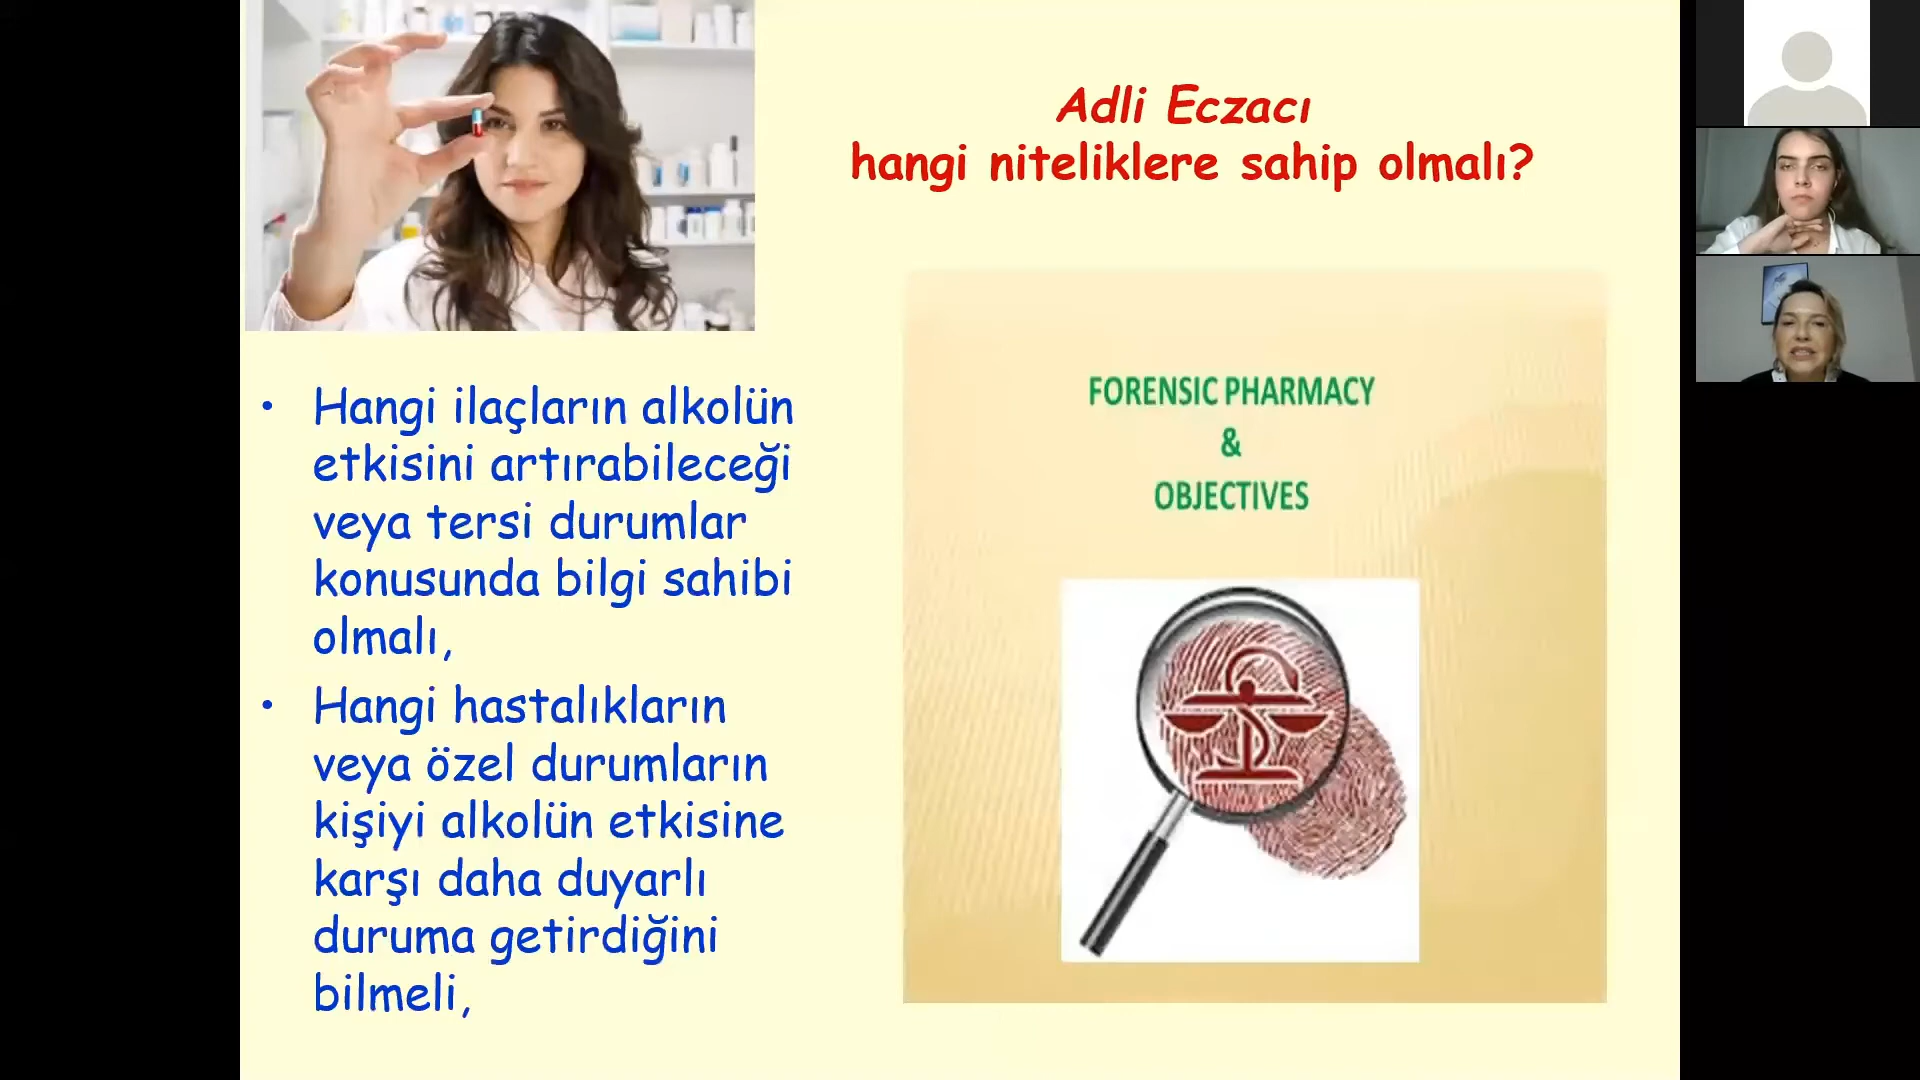 Adli Eczacı
hangi niteliklere sahip olmalı?
• Hangi ilaçların alkolün
etkisini artırabileceği
veya tersi durumlar
konusunda bilgi sahibi
olmalı,
• Hangi hastalıkların
veya özel durumların
kişiyi alkolün etkisine
karşı daha duyarlı
duruma getirdiğini
bilmeli,
FORENSIC PHARMACY
&
OBJECTIVES